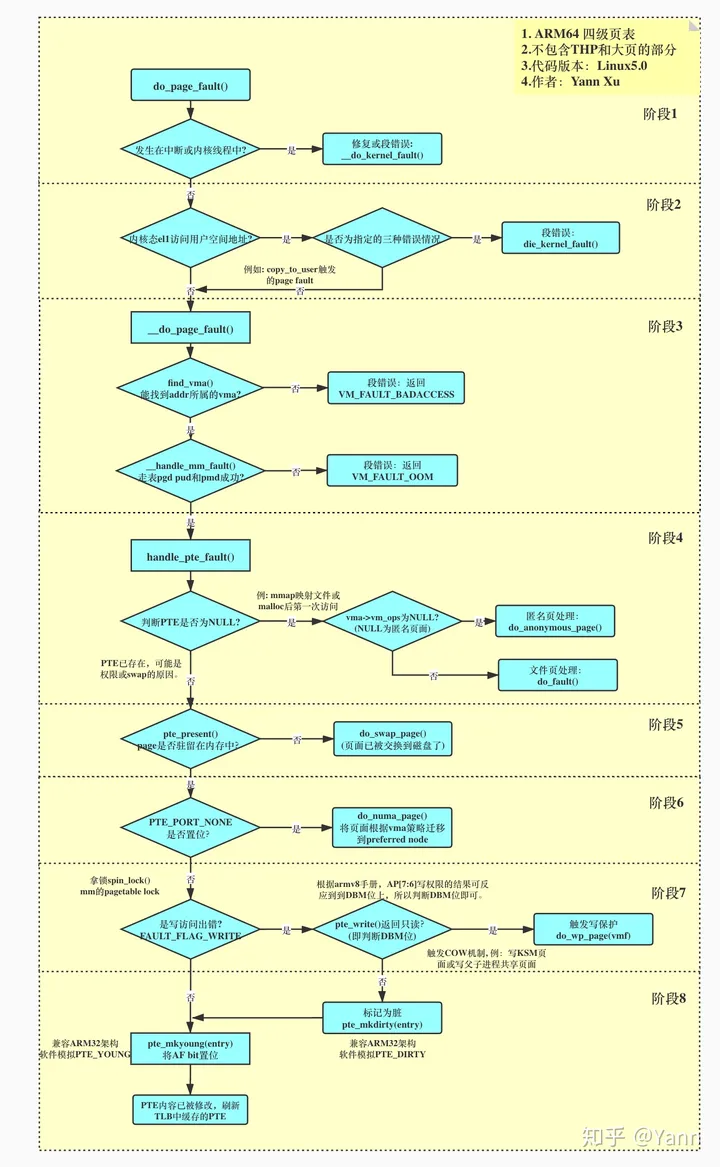 1. ARM64 四级页表
2.不包含THP和大页的部分
3.代码版本：Linux5.0
4.作者：Yann Xu
阶段1
do_page_fault()
发生在中断或内核线程中?
是
修复或段错误:
__do_kernel_fault()
否
阶段2
内核态el1访问用户空间地址?
是
是否为指定的三种错误情况
是
段错误:
die_kernel_fault()
例如: copy_to_user触发
的page fault
否
否
阶段3
__do_page_fault()
find_vma()
能找到addr所属的vma?
否
段错误：返回
VM_FAULT_BADACCESS
是
__handle_mm_fault()
走表pgd pud和pmd成功?
否
段错误：返回
VM_FAULT_OOM
是
阶段4
handle_pte_fault()
例: mmap映射文件或
malloc后第一次访问
判断PTE是否为NULL?
是
vma->vm_ops为NULL?
(NULL为匿名页面)
是
匿名页处理:
do_anonymous_page()
否
文件页处理:
do_fault()
PTE已存在，可能是
权限或swap的原因。
否
阶段5
pte_present()
page是否驻留在内存中?
否
do_swap_page()
(页面已被交换到磁盘了)
是
阶段6
PTE_PORT_NONE
是否置位?
是
do_numa_page()
将页面根据vma策略迁移
到preferred node
否
阶段7
拿锁spin_lock()
mm的pagetable lock
根据armv8手册，AP[7:6]写权限的结果可反
应到到DBM位上，所以判断DBM位即可。
是写访问出错?
FAULT_FLAG_WRITE
是
pte_write()返回只读?
(即判断DBM位)
是
触发写保护
do_wp_page(vmf)
触发COW机制, 例：写KSM页
面或写父子进程共享页面
否
否
阶段8
标记为脏
pte_mkdirty(entry)
兼容ARM32架构
软件模拟PTE_DIRTY
兼容ARM32架构
软件模拟PTE_YOUNG
pte_mkyoung(entry)
将AF bit置位
PTE内容已被修改，刷新
TLB中缓存的PTE
知乎 @Yann